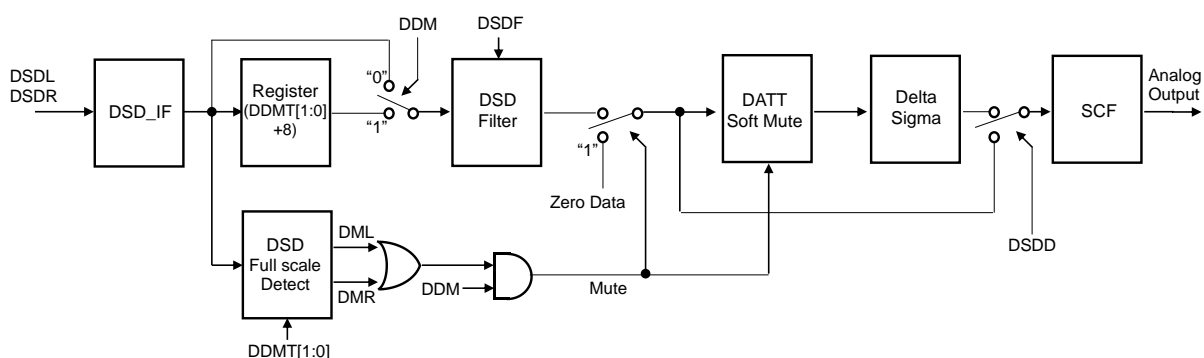 DDM
DSDF
DSDL
DSDR
DSD_IF
Register
(DDMT[1:0]
+8)
“0”
“1”
DSD
Filter
“1”
Zero Data
DATT
Soft Mute
Delta
Sigma
SCF
Analog
Output
DSDD
DSD
Full scale
Detect
DML
DMR
DDM
Mute
DDMT[1:0]